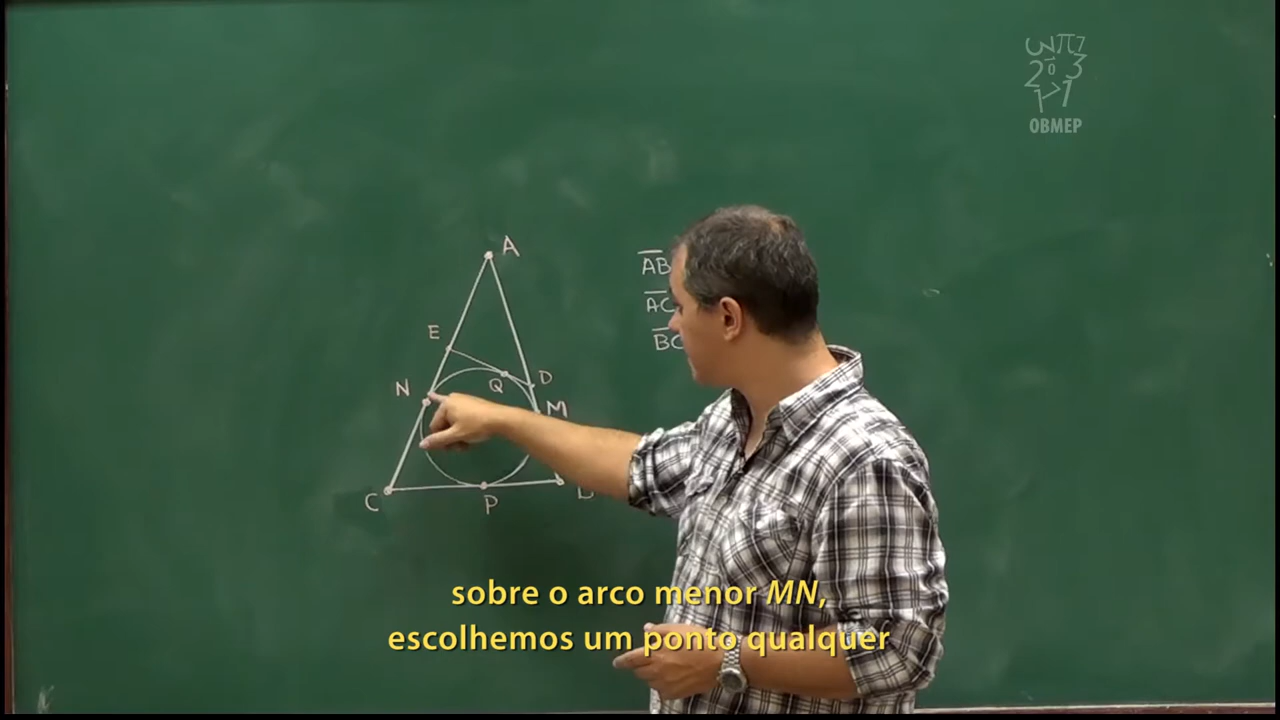 OBMEP
A
AB
AC
E
BC
D
Q
N
M
C
P
sobre o arco menor MN,
escolhemos um ponto qualquer